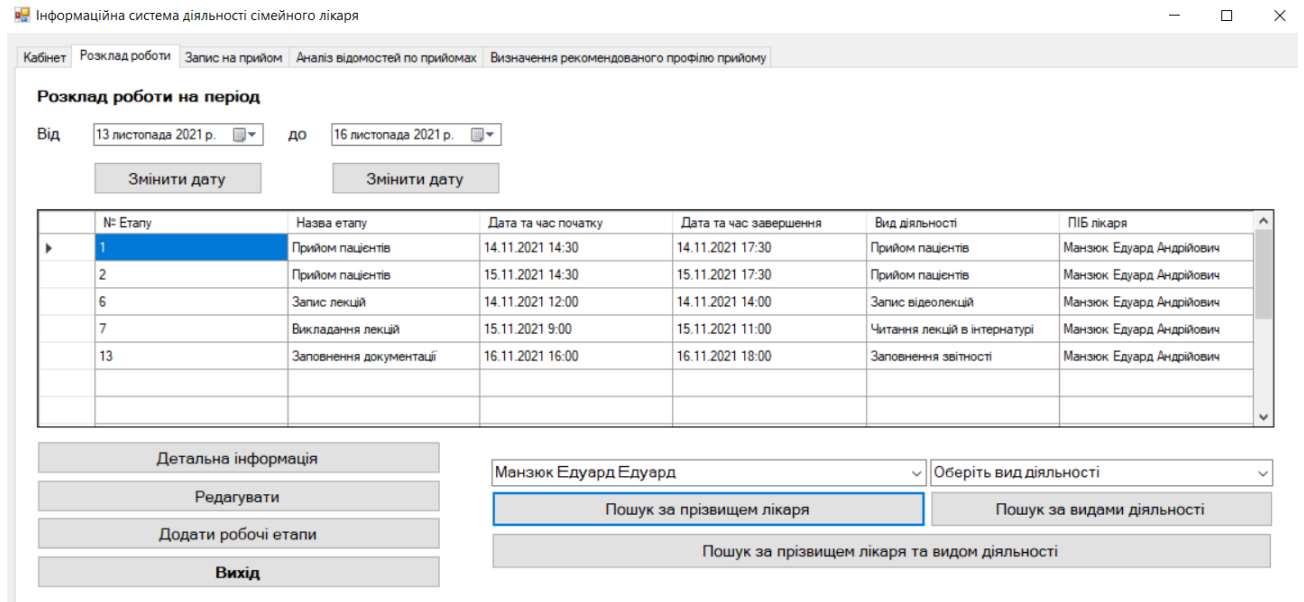 Інформаційна система діяльності сімейного лікаря
Кабінет Розклад роботи Запис на прийом Аналіз відомостей по прийомах Визначення рекомендованого профілю прийому
Розклад роботи на період
Від 13 листопада 2021 р. до 16 листопада 2021 р.
Змінити дату Змінити дату
№ Етапу Назва етапу Дата та час початку Дата та час завершення Вид діяльності ПІБ лікаря
1 Прийом пацієнтів 14.11.2021 14:30 14.11.2021 17:30 Прийом пацієнтів Манзюк Едуард Андрійович
2 Прийом пацієнтів 15.11.2021 14:30 15.11.2021 17:30 Прийом пацієнтів Манзюк Едуард Андрійович
6 Запис лекцій 14.11.2021 12:00 14.11.2021 14:00 Запис відеолекцій Манзюк Едуард Андрійович
7 Викладання лекцій 15.11.2021 9:00 15.11.2021 11:00 Читання лекцій в інтернатурі Манзюк Едуард Андрійович
13 Заповнення документації 16.11.2021 16:00 16.11.2021 18:00 Заповнення звітності Манзюк Едуард Андрійович
Детальна інформація
Редагувати
Додати робочі етапи
Вихід
Манзюк Едуард Едуард Оберіть вид діяльності
Пошук за прізвищем лікаря Пошук за видами діяльності
Пошук за прізвищем лікаря та видом діяльності